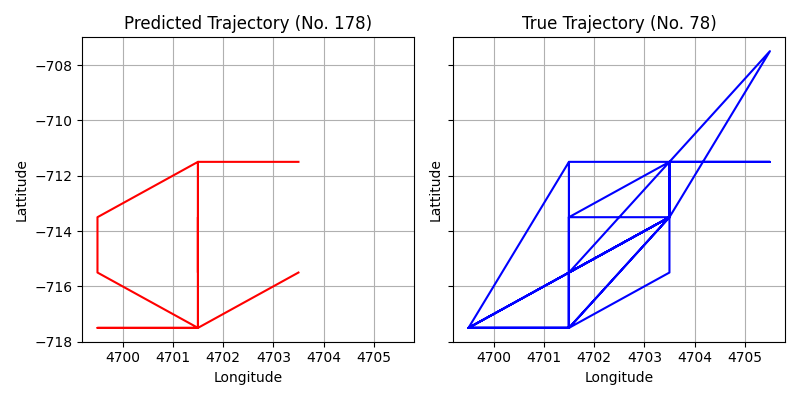 Predicted Trajectory (No. 178)
True Trajectory (No. 78)
−708
−710
−712
−714
−716
−718
Lattitude
Lattitude
4700 4701 4702 4703 4704 4705
4700 4701 4702 4703 4704 4705
Longitude
Longitude